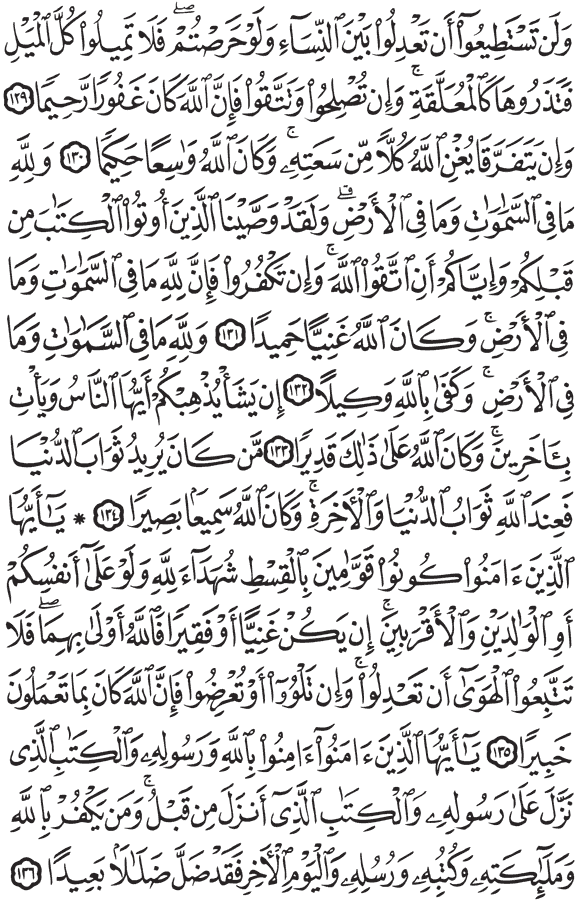 وَلَن تَسْتَطِيعُوٓا۟ أَن تَعْدِلُوا۟ بَيْنَ ٱلنِّسَآءِ وَلَوْ حَرَصْتُمْ ۖ فَلَا تَمِيلُوا۟ كُلَّ ٱلْمَيْلِ
فَتَذَرُوهَا كَٱلْمُعَلَّقَةِ ۚ وَإِن تُصْلِحُوا۟ وَتَتَّقُوا۟ فَإِنَّ ٱللَّهَ كَانَ غَفُورًا رَّحِيمًا ١٢٩
وَإِن يَتَفَرَّقَا يُغْنِ ٱللَّهُ كُلًّا مِّن سَعَتِهِۦ ۚ وَكَانَ ٱللَّهُ وَٰسِعًا حَكِيمًا ١٣٠ وَلِلَّهِ
مَا فِى ٱلسَّمَٰوَٰتِ وَمَا فِى ٱلْأَرْضِ ۗ وَلَقَدْ وَصَّيْنَا ٱلَّذِينَ أُوتُوا۟ ٱلْكِتَٰبَ مِن
قَبْلِكُمْ وَإِيَّاكُمْ أَنِ ٱتَّقُوا۟ ٱللَّهَ ۚ وَإِن تَكْفُرُوا۟ فَإِنَّ لِلَّهِ مَا فِى ٱلسَّمَٰوَٰتِ وَمَا
فِى ٱلْأَرْضِ ۚ وَكَانَ ٱللَّهُ غَنِيًّا حَمِيدًا ١٣١ وَلِلَّهِ مَا فِى ٱلسَّمَٰوَٰتِ وَمَا
فِى ٱلْأَرْضِ ۚ وَكَفَىٰ بِٱللَّهِ وَكِيلًا ١٣٢ إِن يَشَأْ يُذْهِبْكُمْ أَيُّهَا ٱلنَّاسُ وَيَأْتِ
بِـَٔاخَرِينَ ۚ وَكَانَ ٱللَّهُ عَلَىٰ ذَٰلِكَ قَدِيرًا ١٣٣ مَّن كَانَ يُرِيدُ ثَوَابَ ٱلدُّنْيَا
فَعِندَ ٱللَّهِ ثَوَابُ ٱلدُّنْيَا وَٱلْـَٔاخِرَةِ ۚ وَكَانَ ٱللَّهُ سَمِيعًۢا بَصِيرًا ١٣٤ * يَٰٓأَيُّهَا
ٱلَّذِينَ ءَامَنُوا۟ كُونُوا۟ قَوَّٰمِينَ بِٱلْقِسْطِ شُهَدَآءَ لِلَّهِ وَلَوْ عَلَىٰٓ أَنفُسِكُمْ
أَوِ ٱلْوَٰلِدَيْنِ وَٱلْأَقْرَبِينَ ۚ إِن يَكُنْ غَنِيًّا أَوْ فَقِيرًا فَٱللَّهُ أَوْلَىٰ بِهِمَا ۖ فَلَا
تَتَّبِعُوا۟ ٱلْهَوَىٰٓ أَن تَعْدِلُوا۟ ۚ وَإِن تَلْوُۥٓا۟ أَوْ تُعْرِضُوا۟ فَإِنَّ ٱللَّهَ كَانَ بِمَا تَعْمَلُونَ
خَبِيرًا ١٣٥ يَٰٓأَيُّهَا ٱلَّذِينَ ءَامَنُوٓا۟ ءَامِنُوا۟ بِٱللَّهِ وَرَسُولِهِۦ وَٱلْكِتَٰبِ ٱلَّذِى
نَزَّلَ عَلَىٰ رَسُولِهِۦ وَٱلْكِتَٰبِ ٱلَّذِىٓ أَنزَلَ مِن قَبْلُ ۚ وَمَن يَكْفُرْ بِٱللَّهِ
وَمَلَٰٓئِكَتِهِۦ وَكُتُبِهِۦ وَرُسُلِهِۦ وَٱلْيَوْمِ ٱلْـَٔاخِرِ فَقَدْ ضَلَّ ضَلَٰلًۢا بَعِيدًا ١٣٦